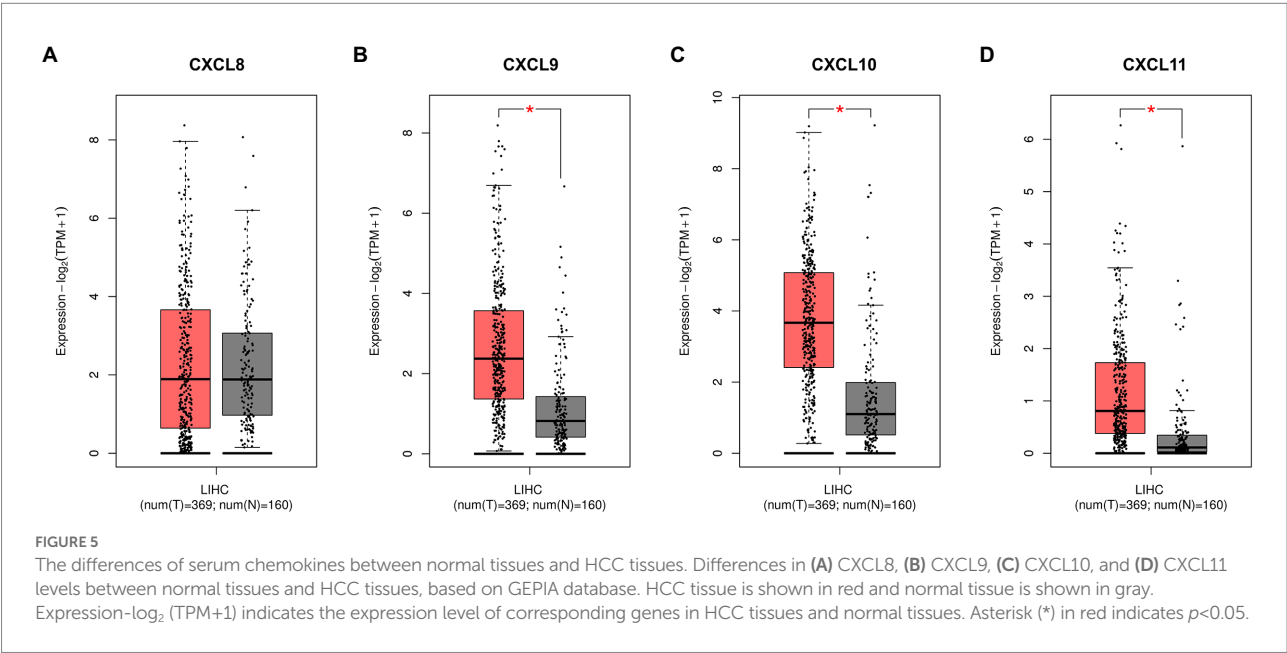 A
CXCL8
Expression−log2(TPM+1)
8
6
4
2
0
LIHC
(num(T)=369; num(N)=160)
B
CXCL9
*
Expression−log2(TPM+1)
8
6
4
2
0
LIHC
(num(T)=369; num(N)=160)
C
CXCL10
*
Expression−log2(TPM+1)
10
8
6
4
2
0
LIHC
(num(T)=369; num(N)=160)
D
CXCL11
*
Expression−log2(TPM+1)
6
5
4
3
2
1
0
LIHC
(num(T)=369; num(N)=160)
FIGURE 5
The differences of serum chemokines between normal tissues and HCC tissues. Differences in (A) CXCL8, (B) CXCL9, (C) CXCL10, and (D) CXCL11
levels between normal tissues and HCC tissues, based on GEPIA database. HCC tissue is shown in red and normal tissue is shown in gray.
Expression-log2 (TPM+1) indicates the expression level of corresponding genes in HCC tissues and normal tissues. Asterisk (*) in red indicates p<0.05.